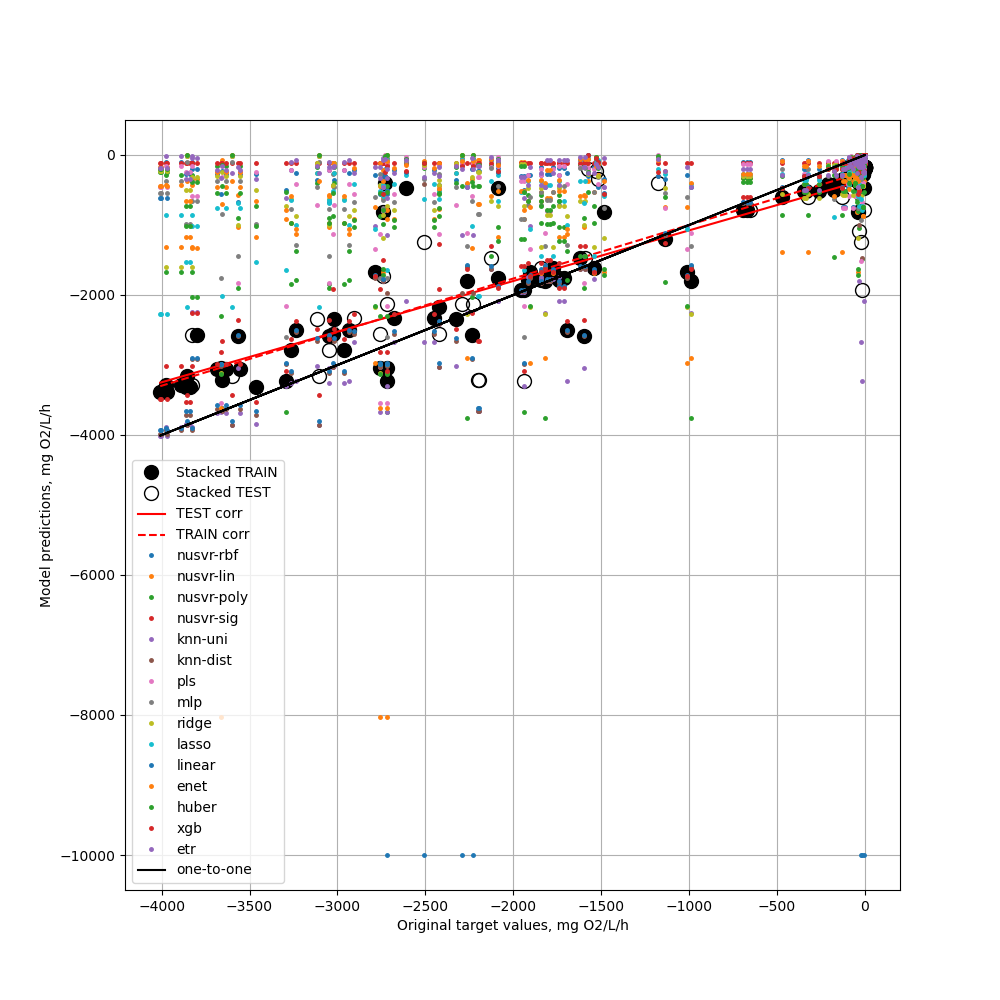 0
−2000
−4000
−6000
−8000
−10000
Model predictions, mg O2/L/h
Stacked TRAIN
Stacked TEST
TEST corr
TRAIN corr
nusvr-rbf
nusvr-lin
nusvr-poly
nusvr-sig
knn-uni
knn-dist
pls
mlp
ridge
lasso
linear
enet
huber
xgb
etr
one-to-one
−4000 −3500 −3000 −2500 −2000 −1500 −1000 −500 0
Original target values, mg O2/L/h